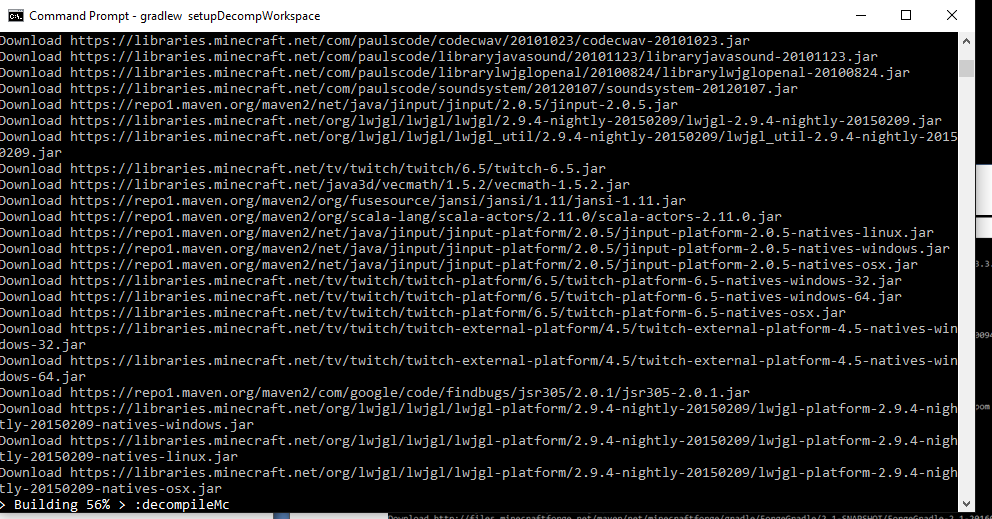 Command Prompt - gradlew  setupDecompWorkspace
Download https://libraries.minecraft.net/com/paulscode/codecwav/20101023/codecwav-20101023.jar
Download https://libraries.minecraft.net/com/paulscode/libraryjavasound/20101123/libraryjavasound-20101123.jar
Download https://libraries.minecraft.net/com/paulscode/librarylwjglopenal/20100824/librarylwjglopenal-20100824.jar
Download https://libraries.minecraft.net/com/paulscode/soundsystem/20120107/soundsystem-20120107.jar
Download https://repo1.maven.org/maven2/net/java/jinput/jinput/2.0.5/jinput-2.0.5.jar
Download https://libraries.minecraft.net/org/lwjgl/lwjgl/lwjgl/2.9.4-nightly-20150209/lwjgl-2.9.4-nightly-20150209.jar
Download https://libraries.minecraft.net/org/lwjgl/lwjgl/lwjgl_util/2.9.4-nightly-20150209/lwjgl_util-2.9.4-nightly-2015
0209.jar
Download https://libraries.minecraft.net/tv/twitch/twitch/6.5/twitch-6.5.jar
Download https://libraries.minecraft.net/java3d/vecmath/1.5.2/vecmath-1.5.2.jar
Download https://repo1.maven.org/maven2/org/fusesource/jansi/jansi/1.11/jansi-1.11.jar
Download https://repo1.maven.org/maven2/org/scala-lang/scala-actors/2.11.0/scala-actors-2.11.0.jar
Download https://repo1.maven.org/maven2/net/java/jinput/jinput-platform/2.0.5/jinput-platform-2.0.5-natives-linux.jar
Download https://repo1.maven.org/maven2/net/java/jinput/jinput-platform/2.0.5/jinput-platform-2.0.5-natives-windows.jar
Download https://repo1.maven.org/maven2/net/java/jinput/jinput-platform/2.0.5/jinput-platform-2.0.5-natives-osx.jar
Download https://libraries.minecraft.net/tv/twitch/twitch-platform/6.5/twitch-platform-6.5-natives-windows-32.jar
Download https://libraries.minecraft.net/tv/twitch/twitch-platform/6.5/twitch-platform-6.5-natives-windows-64.jar
Download https://libraries.minecraft.net/tv/twitch/twitch-platform/6.5/twitch-platform-6.5-natives-osx.jar
Download https://libraries.minecraft.net/tv/twitch/twitch-external-platform/4.5/twitch-external-platform-4.5-natives-win
dows-32.jar
Download https://libraries.minecraft.net/tv/twitch/twitch-external-platform/4.5/twitch-external-platform-4.5-natives-win
dows-64.jar
Download https://repo1.maven.org/maven2/com/google/code/findbugs/jsr305/2.0.1/jsr305-2.0.1.jar
Download https://libraries.minecraft.net/org/lwjgl/lwjgl/lwjgl-platform/2.9.4-nightly-20150209/lwjgl-platform-2.9.4-nigh
tly-20150209-natives-windows.jar
Download https://libraries.minecraft.net/org/lwjgl/lwjgl/lwjgl-platform/2.9.4-nightly-20150209/lwjgl-platform-2.9.4-nigh
tly-20150209-natives-linux.jar
Download https://libraries.minecraft.net/org/lwjgl/lwjgl/lwjgl-platform/2.9.4-nightly-20150209/lwjgl-platform-2.9.4-nigh
tly-20150209-natives-osx.jar
> Building 56% > :decompileMc
3.3.
0094